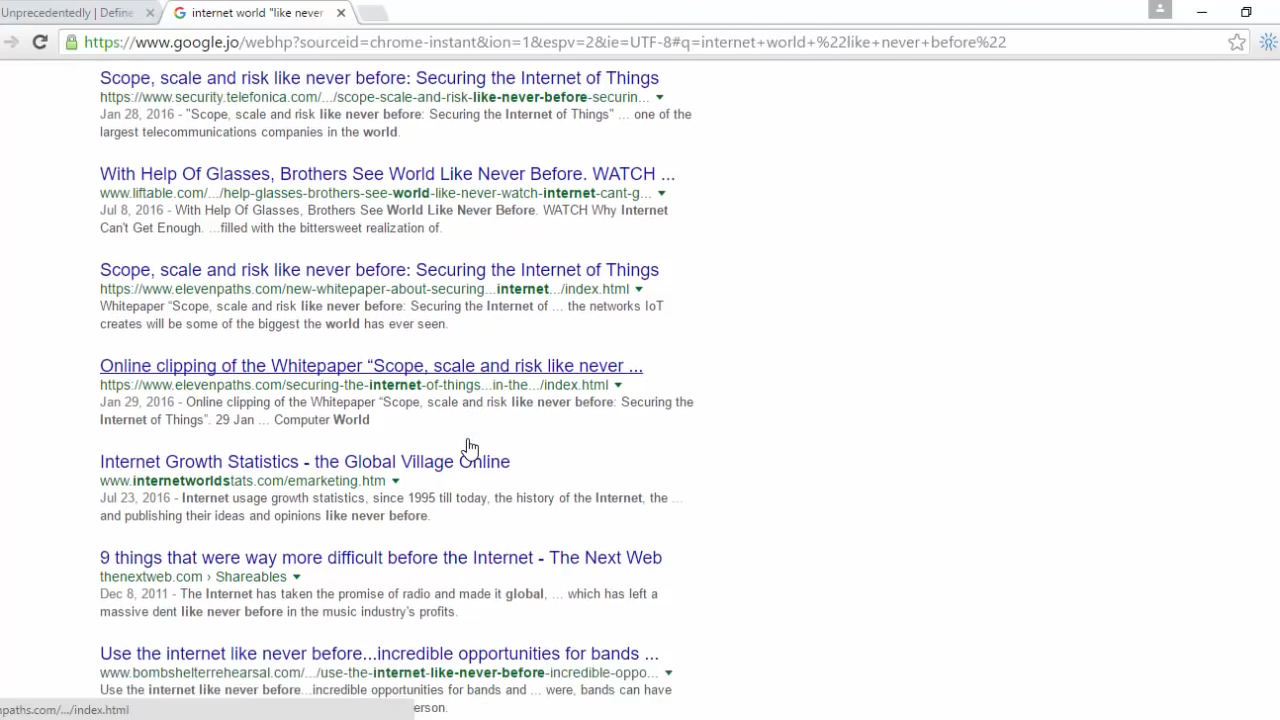 Unprecedentedly | Define
internet world "like never
https://www.google.jo/webhp?sourceid=chrome-instant&ion=1&espv=2&ie=UTF-8#q=internet+world+%22like+never+before%22
Scope, scale and risk like never before: Securing the Internet of Things
https://www.security.telefonica.com/.../scope-scale-and-risk-like-never-before-securin...
Jan 28, 2016 - "Scope, scale and risk like never before: Securing the Internet of Things" ... one of the
largest telecommunications companies in the world.
With Help Of Glasses, Brothers See World Like Never Before. WATCH ...
www.liftable.com/.../help-glasses-brothers-see-world-like-never-watch-internet-cant-g...
Jul 8, 2016 - With Help Of Glasses, Brothers See World Like Never Before. WATCH Why Internet
Can't Get Enough. ...filled with the bittersweet realization of.
Scope, scale and risk like never before: Securing the Internet of Things
https://www.elevenpaths.com/new-whitepaper-about-securing...internet.../index.html
Whitepaper “Scope, scale and risk like never before: Securing the Internet of ... the networks IoT
creates will be some of the biggest the world has ever seen.
Online clipping of the Whitepaper “Scope, scale and risk like never ...
https://www.elevenpaths.com/securing-the-internet-of-things...in-the.../index.html
Jan 29, 2016 - Online clipping of the Whitepaper “Scope, scale and risk like never before: Securing the
Internet of Things”. 29 Jan ... Computer World
Internet Growth Statistics - the Global Village Online
www.internetworldstats.com/emarketing.htm
Jul 23, 2016 - Internet usage growth statistics, since 1995 till today, the history of the Internet, the ...
and publishing their ideas and opinions like never before.
9 things that were way more difficult before the Internet - The Next Web
thenextweb.com › Shareables
Dec 8, 2011 - The Internet has taken the promise of radio and made it global, ... which has left a
massive dent like never before in the music industry's profits.
Use the internet like never before...incredible opportunities for bands ...
www.bombshelterrehearsal.com/.../use-the-internet-like-never-before-incredible-oppo...
Use the internet like never before...incredible opportunities for bands and ... were, bands can have
npaths.com/.../index.html
erson.